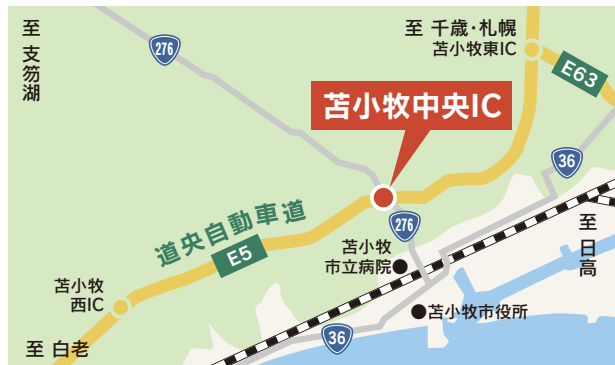 至
支笏湖
276
至 千歳・札幌
苫小牧東IC
E63
苫小牧中央IC
36
276
道央自動車道
E5
苫小牧
市立病院
至
日高
苫小牧
西IC
苫小牧市役所
36
至 白老